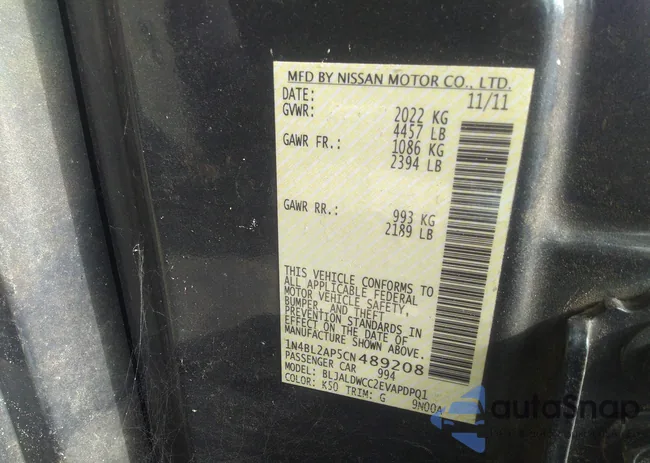 MFD BY NISSAN MOTOR CO., LTD.
DATE: 11/11
GVWR: 2022 KG
4457 LB
GAWR FR.: 1086 KG
2394 LB
GAWR RR.: 993 KG
2189 LB
THIS VEHICLE CONFORMS TO
ALL APPLICABLE FEDERAL
MOTOR VEHICLE SAFETY,
BUMPER, AND THEFT
PREVENTION STANDARDS IN
EFFECT ON THE DATE OF
MANUFACTURE SHOWN ABOVE.
1N4BL2AP5CN 489208
PASSENGER CAR 994
MODEL: BLJALDWCC2EVAPDPQ1
COLOR: K50 TRIM: G 9N00A
autoSnap